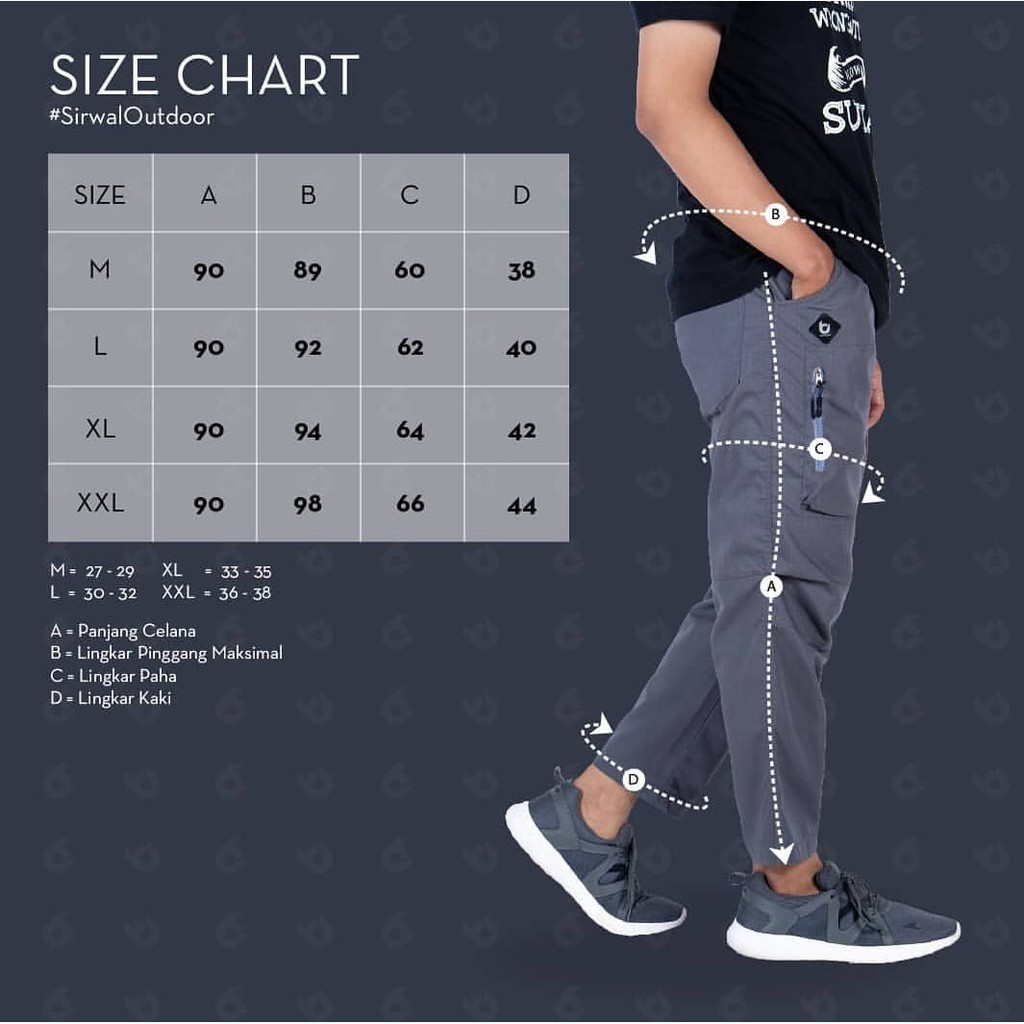 SIZE CHART
#SirwalOutdoor
SIZE A B C D
M 90 89 60 38
L 90 92 62 40
XL 90 94 64 42
XXL 90 98 66 44
M = 27 - 29 XL = 33 - 35
L = 30 - 32 XXL = 36 - 38
A = Panjang Celana
B = Lingkar Pinggang Maksimal
C = Lingkar Paha
D = Lingkar Kaki
B
C
A
D